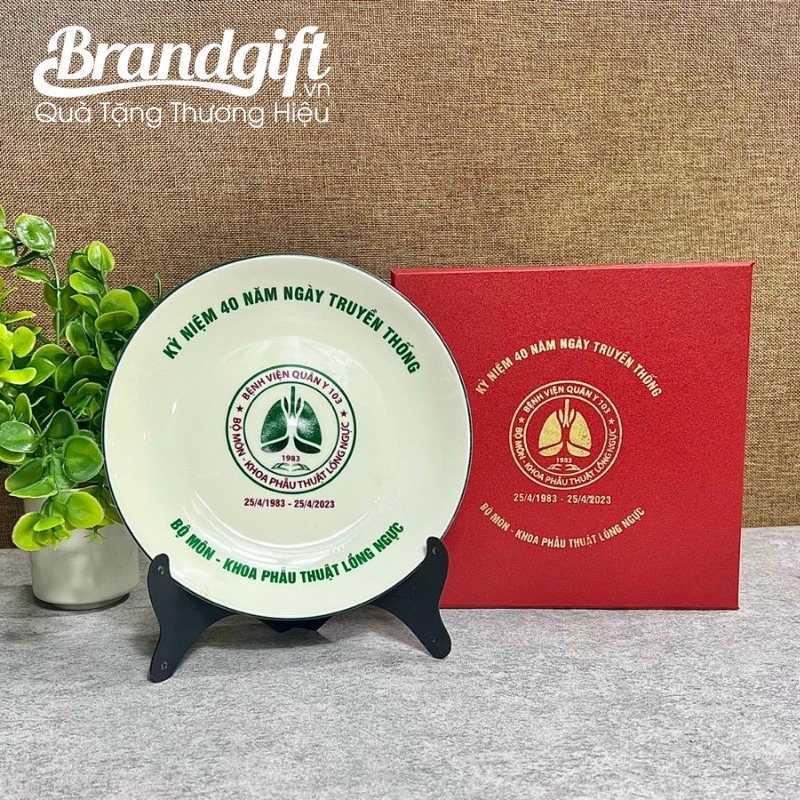 Brandgift
.vn
Quà Tặng Thương Hiệu
KỶ NIỆM 40 NĂM NGÀY TRUYỀN THỐNG
BỆNH VIỆN QUÂN Y 103
1983
BỘ MÔN - KHOA PHẪU THUẬT LỒNG NGỰC
25/4/1983 - 25/4/2023
BỘ MÔN - KHOA PHẪU THUẬT LỒNG NGỰC
KỶ NIỆM 40 NĂM NGÀY TRUYỀN THỐNG
BỆNH VIỆN QUÂN Y 103
1983
BỘ MÔN - KHOA PHẪU THUẬT LỒNG NGỰC
25/4/1983 - 25/4/2023
BỘ MÔN - KHOA PHẪU THUẬT LỒNG NGỰC